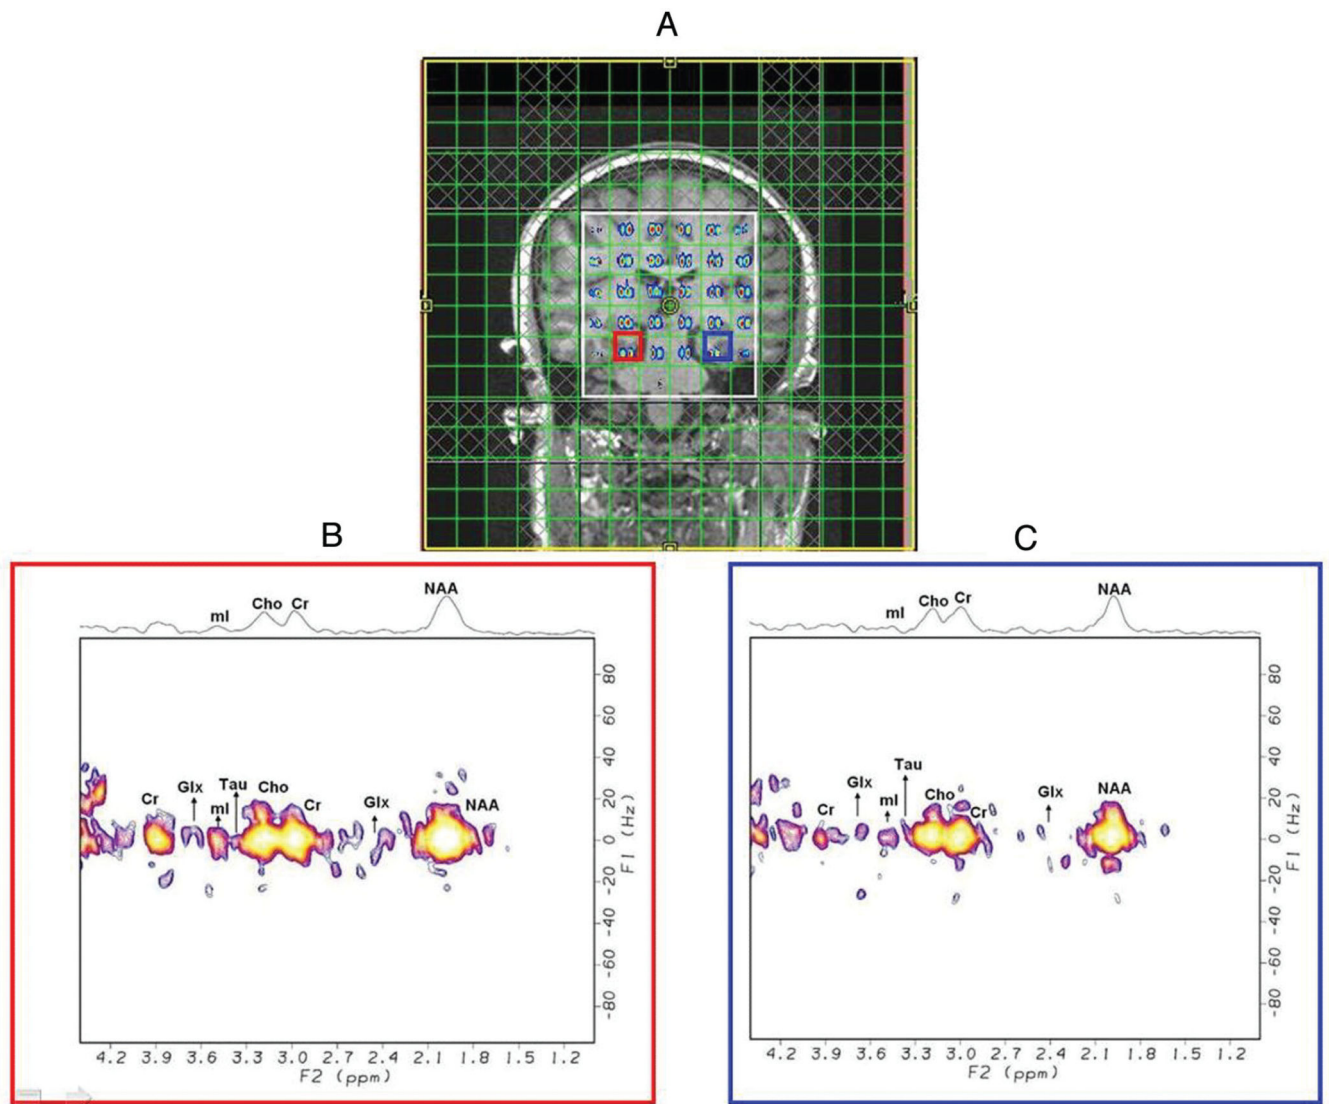 A
B
C
NAA
Cho Cr
mI
Cr
Glx
mI
Tau
Cho
Cr
Glx
NAA
80
60
40
20
0
-20
-40
-60
-80
F1 (Hz)
4.2 3.9 3.6 3.3 3.0 2.7 2.4 2.1 1.8 1.5 1.2
F2 (ppm)
NAA
mI Cho Cr
Cr
Glx
mI
Tau
Cho
Cr
Glx
NAA
80
60
40
20
0
-20
-40
-60
-80
F1 (Hz)
4.2 3.9 3.6 3.3 3.0 2.7 2.4 2.1 1.8 1.5 1.2
F2 (ppm)